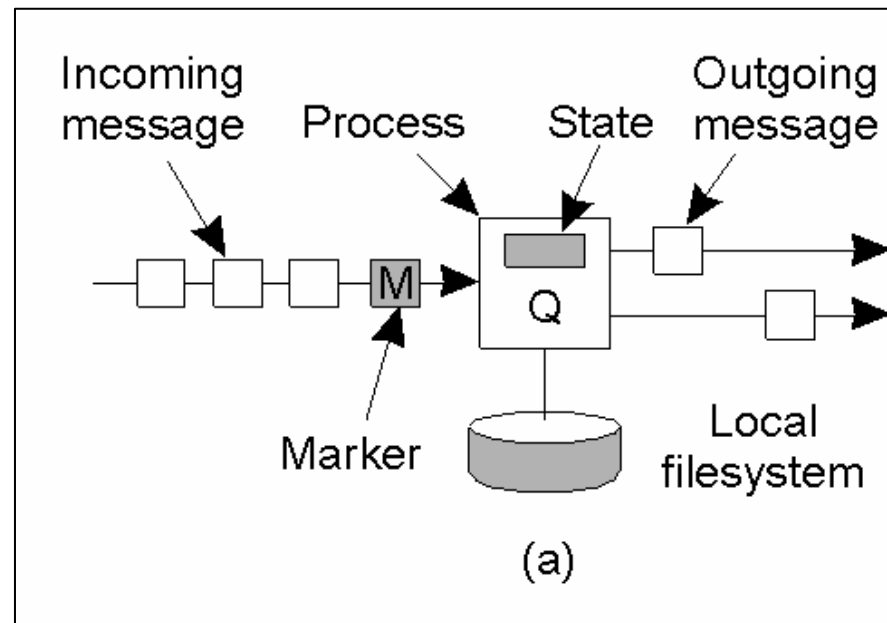 Incoming
message
Process
State
Outgoing
message
M
Q
Marker
Local
filesystem
(a)